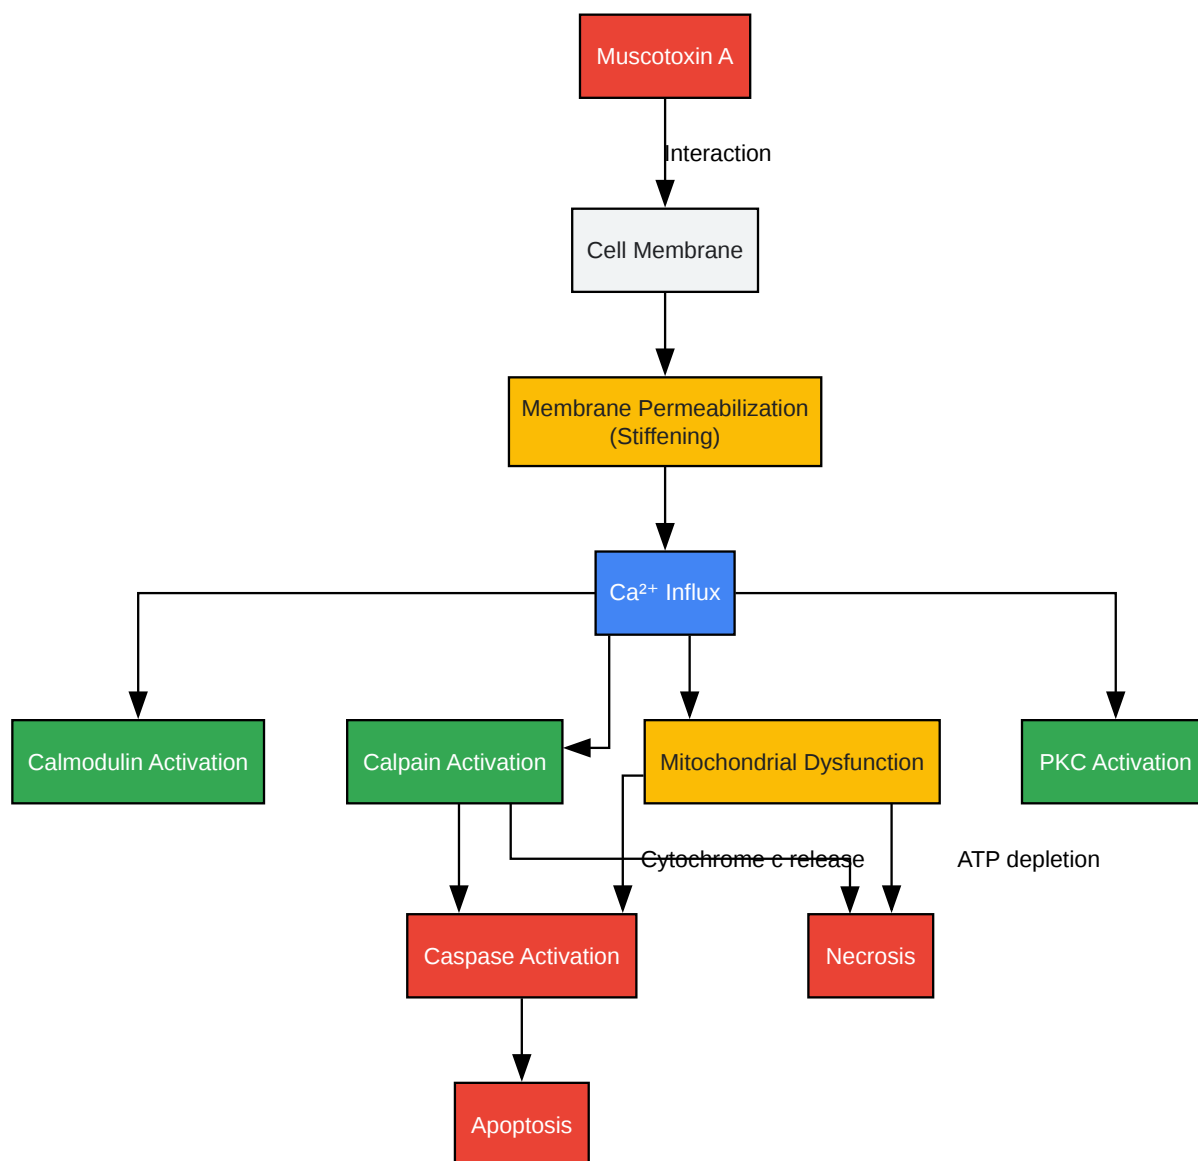 Muscotoxin A
Interaction
Cell Membrane
Membrane Permeabilization
(Stiffening)
Ca²⁺ Influx
Calmodulin Activation
Calpain Activation
Mitochondrial Dysfunction
PKC Activation
Cytochrome c release
ATP depletion
Caspase Activation
Necrosis
Apoptosis